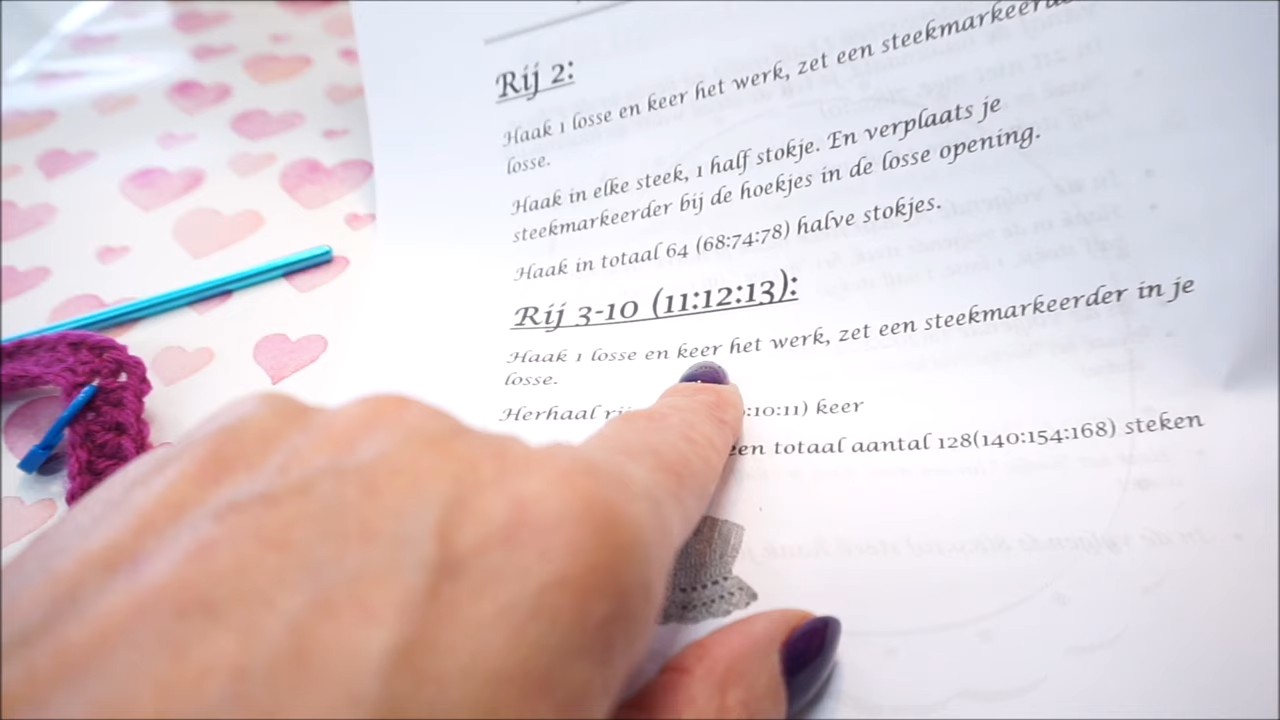 Rij 2:
Haak 1 losse en keer het werk, zet een steekmarkeerde
losse.
Haak in elke steek, 1 half stokje. En verplaats je
steekmarkeerder bij de hoekjes in de losse opening.
Haak in totaal 64 (68:74:78) halve stokjes.
Rij 3-10 (11:12:13):
Haak 1 losse en keer het werk, zet een steekmarkeerder in je
losse.
Herhaal :10:11) keer
een totaal aantal 128(140:154:168) steken